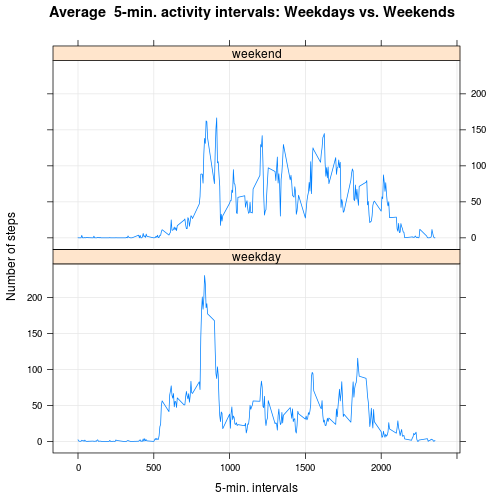 Average  5-min. activity intervals: Weekdays vs. Weekends
weekend
200
150
100
50
0
weekday
200
150
100
50
0
0 500 1000 1500 2000
Number of steps
5-min. intervals